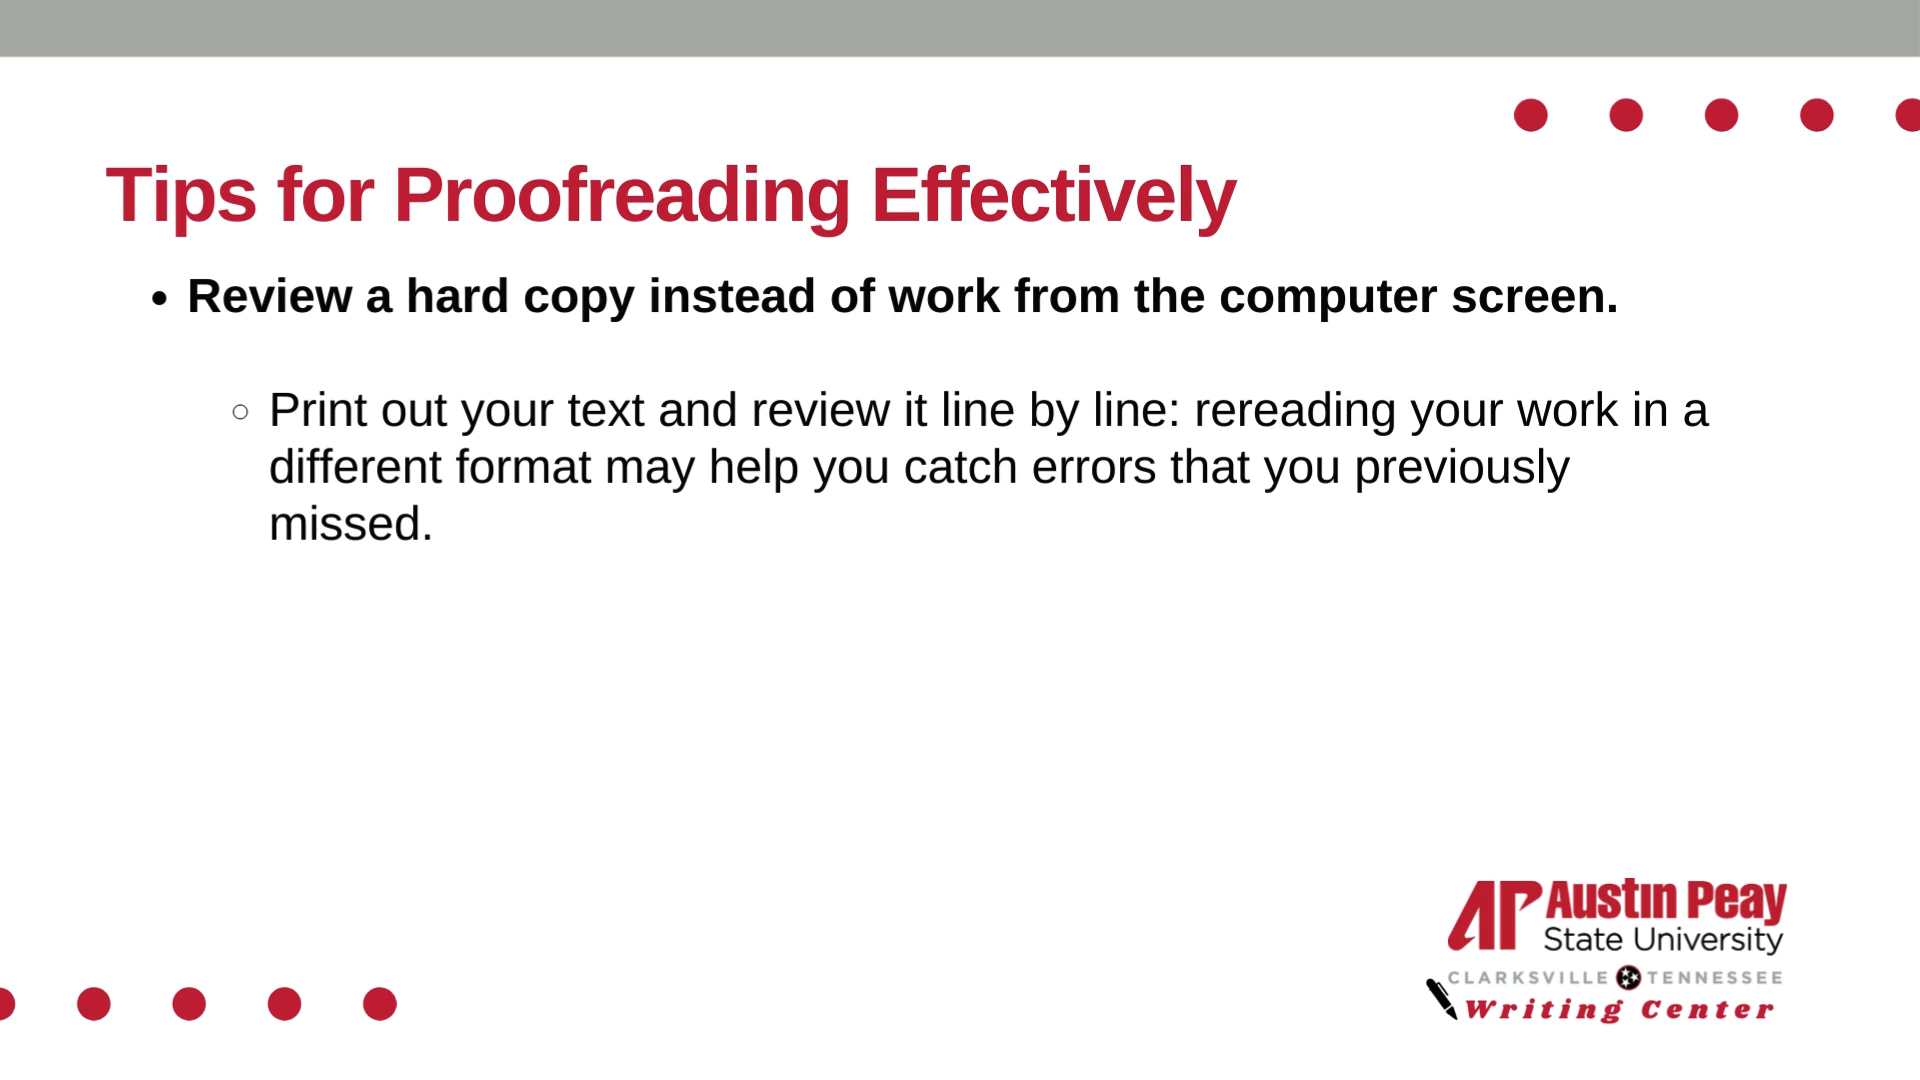 Tips for Proofreading Effectively
• Review a hard copy instead of work from the computer screen.
○ Print out your text and review it line by line: rereading your work in a
different format may help you catch errors that you previously
missed.
AP Austin Peay
State University
CLARKSVILLE TENNESSEE
Writing Center